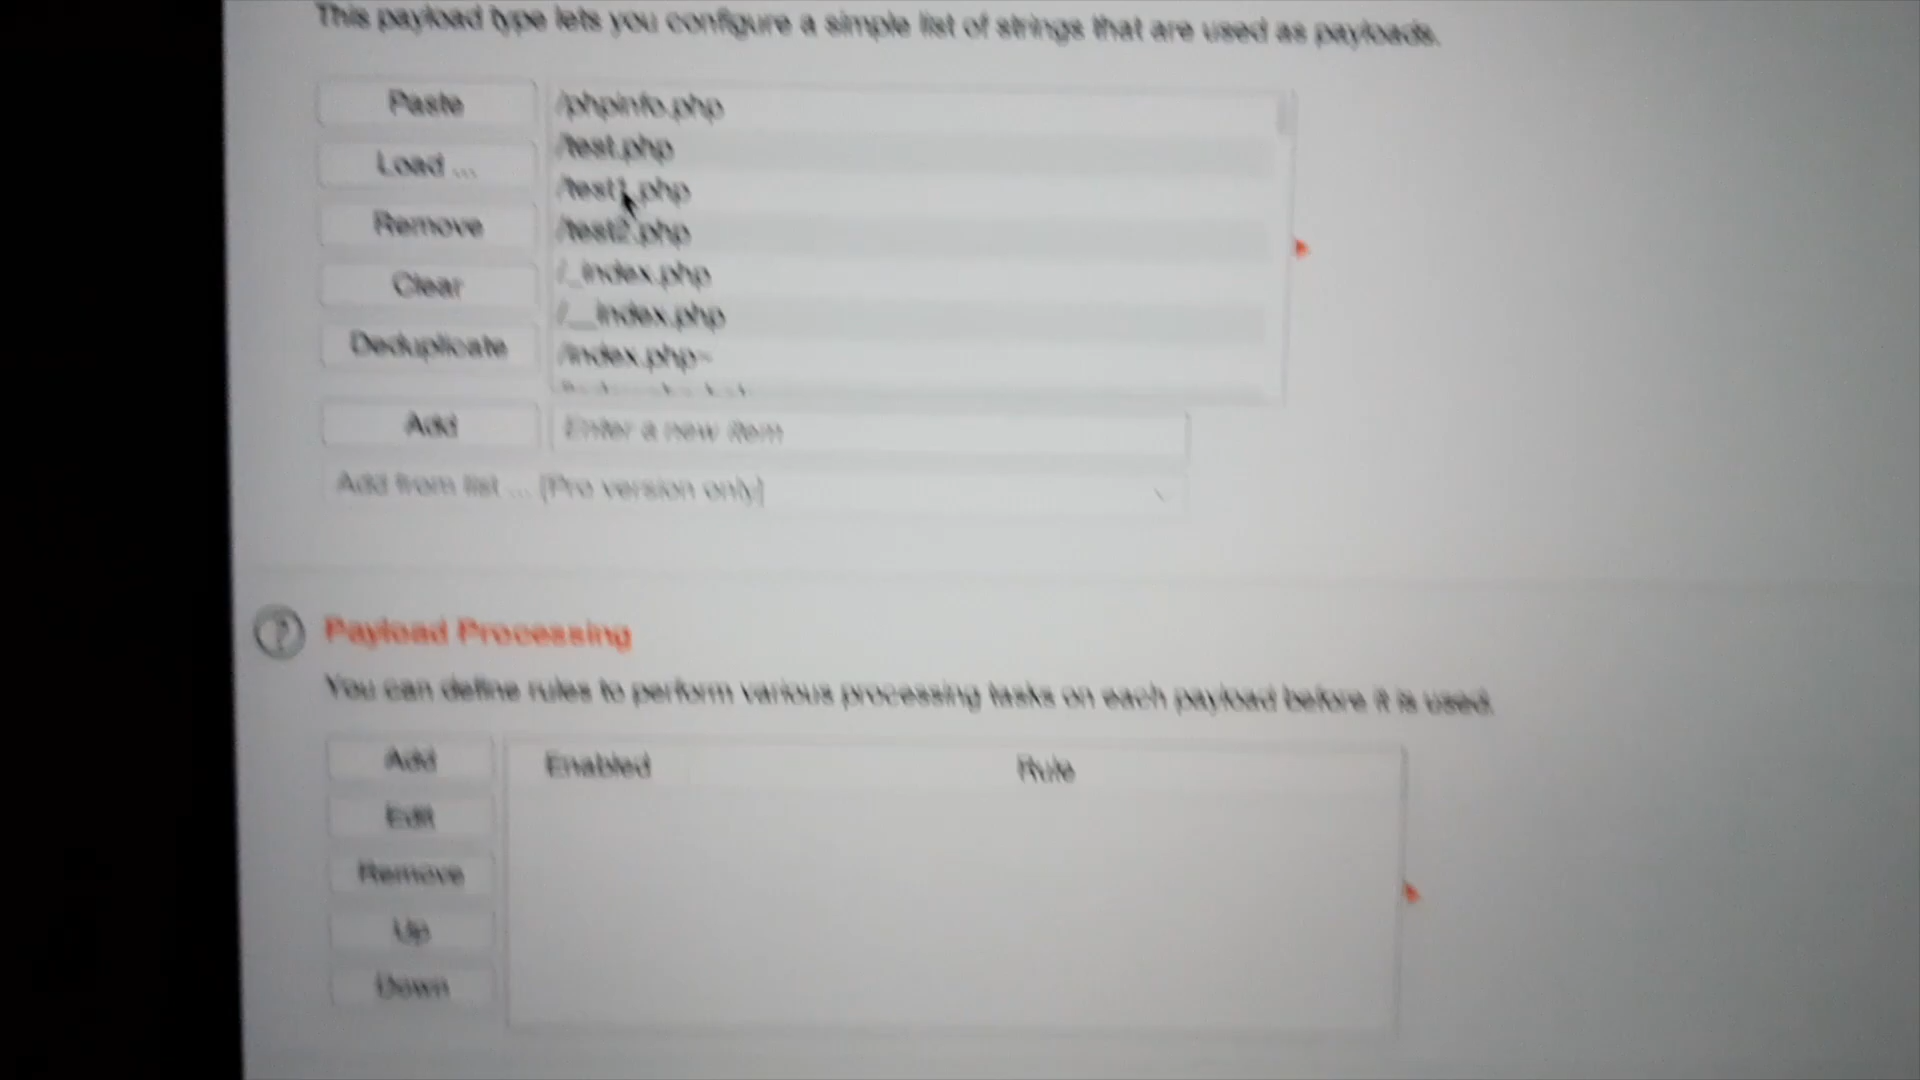 This payload type lets you configure a simple list of strings that are used as payloads.
Paste
Load ...
Remove
Clear
Deduplicate
/phpinfo.php
/test.php
/test1.php
/test2.php
/_index.php
/__index.php
/index.php~
Add
Enter a new item
Add from list ... [Pro version only]
Payload Processing
You can define rules to perform various processing tasks on each payload before it is used.
Add
Edit
Remove
Up
Down
Enabled
Rule